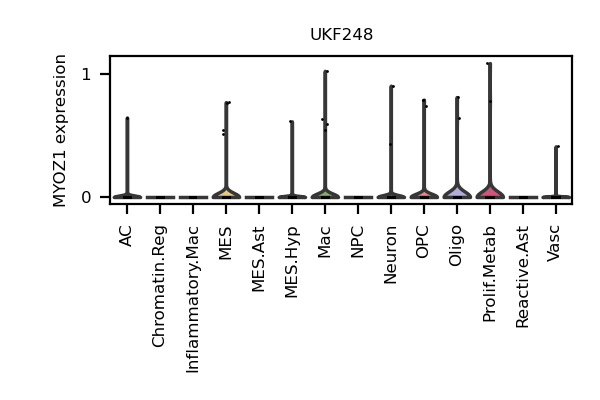 UKF248
MYOZ1 expression
1
0
AC
Chromatin.Reg
Inflammatory.Mac
MES
MES.Ast
MES.Hyp
Mac
NPC
Neuron
OPC
Oligo
Prolif.Metab
Reactive.Ast
Vasc